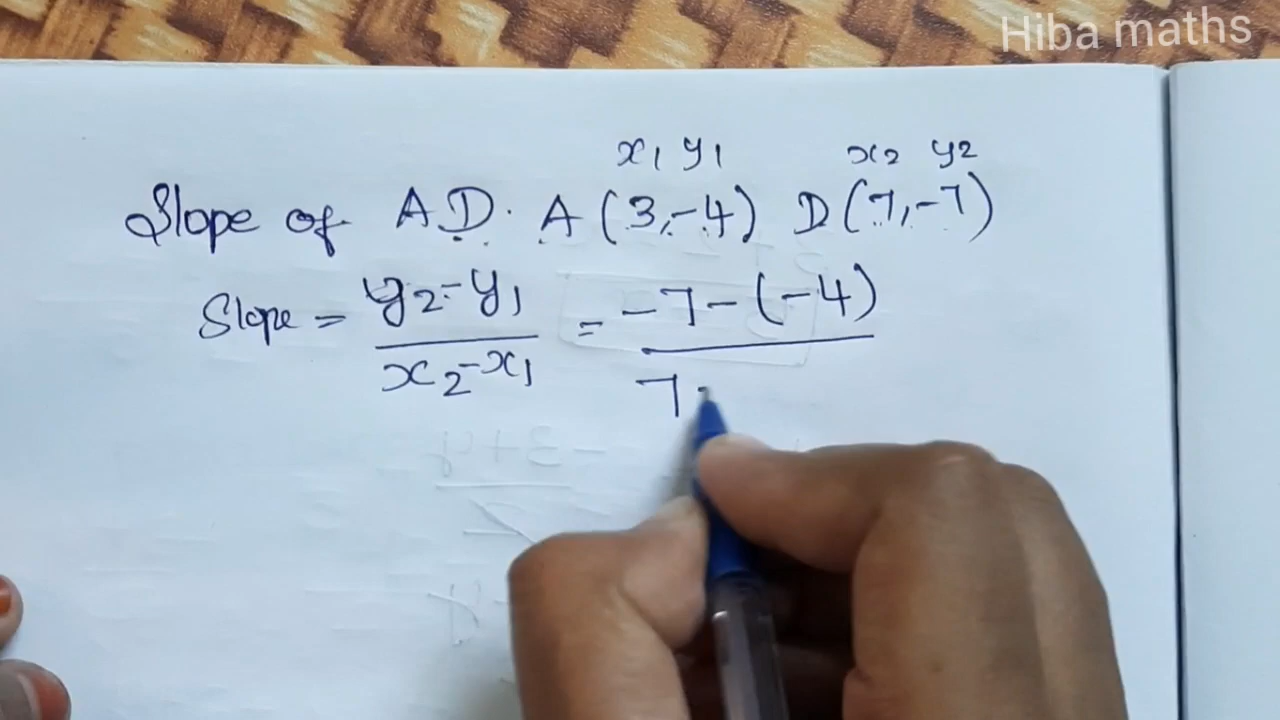 Hiba maths
x1 y1 x2 y2
Slope of AD. A (3,-4) D (7,-7)
Slope = y2-y1 / x2-x1 = -7-(-4) / 7-